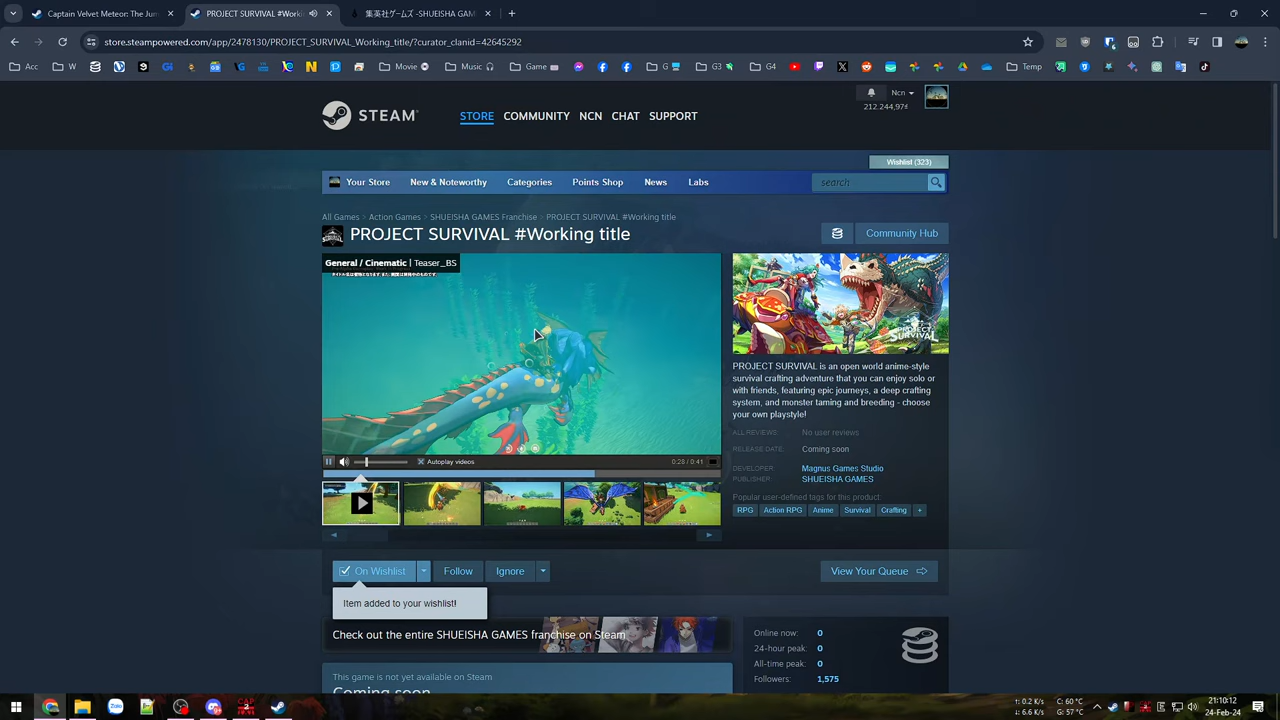 Captain Velvet Meteor: The Jum
PROJECT SURVIVAL #Worki
集英社ゲームズ -SHUEISHA GAM
store.steampowered.com/app/2478130/PROJECT_SURVIVAL_Working_title/?curator_clanid=42645292
Acc
W
Movie
Music
Game
G
G3
G4
Temp
STEAM
STORE
COMMUNITY
NCN
CHAT
SUPPORT
Ncn
212.244,97₫
Wishlist (323)
Your Store
New & Noteworthy
Categories
Points Shop
News
Labs
search
All Games > Action Games > SHUEISHA GAMES Franchise > PROJECT SURVIVAL #Working title
PROJECT SURVIVAL #Working title
Community Hub
General / Cinematic | Teaser_BS
PROJECT
SURVIVAL
PROJECT SURVIVAL is an open world anime-style
survival crafting adventure that you can enjoy solo or
with friends, featuring epic journeys, a deep crafting
system, and monster taming and breeding - choose
your own playstyle!
ALL REVIEWS: No user reviews
RELEASE DATE: Coming soon
DEVELOPER: Magnus Games Studio
PUBLISHER: SHUEISHA GAMES
Popular user-defined tags for this product:
RPG
Action RPG
Anime
Survival
Crafting
+
Autoplay videos
0:28 / 0:41
On Wishlist
Follow
Ignore
View Your Queue
Item added to your wishlist!
Check out the entire SHUEISHA GAMES franchise on Steam
Online now: 0
24-hour peak: 0
All-time peak: 0
Followers: 1,575
This game is not yet available on Steam
Coming soon
↑: 0.2 K/s
↓: 6.6 K/s
C: 60 °C
G: 57 °C
21:10:12
24-Feb-24